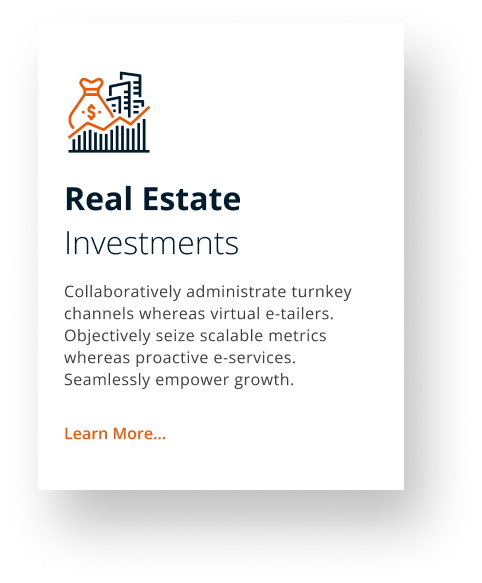 $
Real Estate
Investments
Collaboratively administrate turnkey
channels whereas virtual e-tailers.
Objectively seize scalable metrics
whereas proactive e-services.
Seamlessly empower growth.
Learn More...